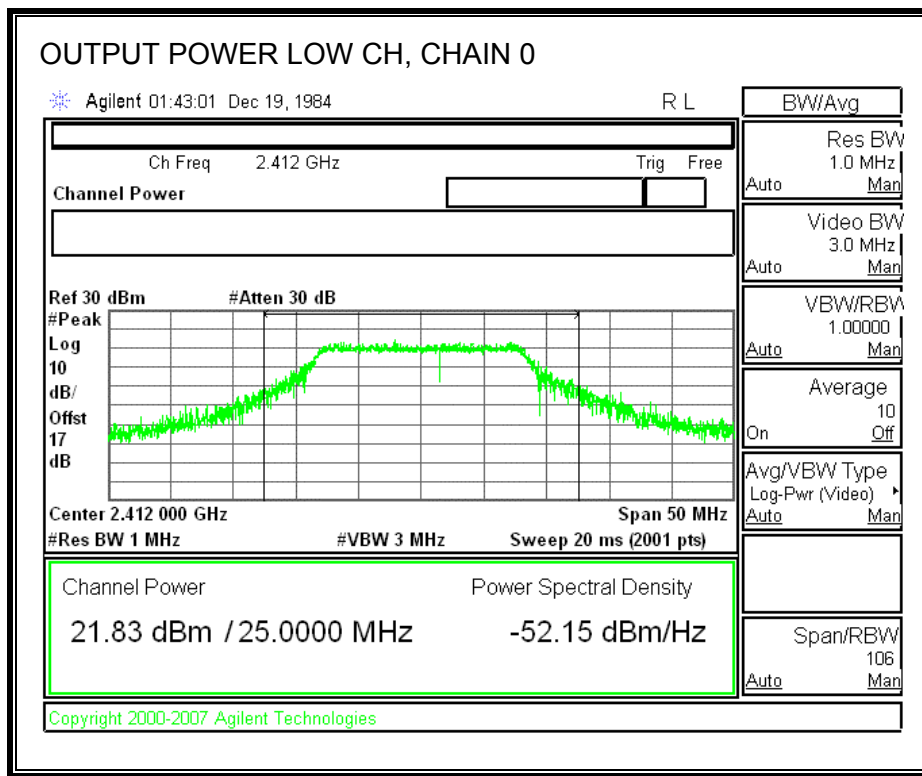 OUTPUT POWER LOW CH, CHAIN 0
Agilent 01:43:01 Dec 19, 1984 R L
BW/Avg
Ch Freq 2.412 GHz Trig Free
Channel Power
Ref 30 dBm #Atten 30 dB
#Peak
Log
10
dB/
Offst
17
dB
Center 2.412 000 GHz Span 50 MHz
#Res BW 1 MHz #VBW 3 MHz Sweep 20 ms (2001 pts)
Channel Power Power Spectral Density
21.83 dBm / 25.0000 MHz -52.15 dBm/Hz
Res BW
1.0 MHz
Auto Man
Video BW
3.0 MHz
Auto Man
VBW/RBW
1.00000
Auto Man
Average
10
On Off
Avg/VBW Type
Log-Pwr (Video)
Auto Man
Span/RBW
106
Auto Man
Copyright 2000-2007 Agilent Technologies